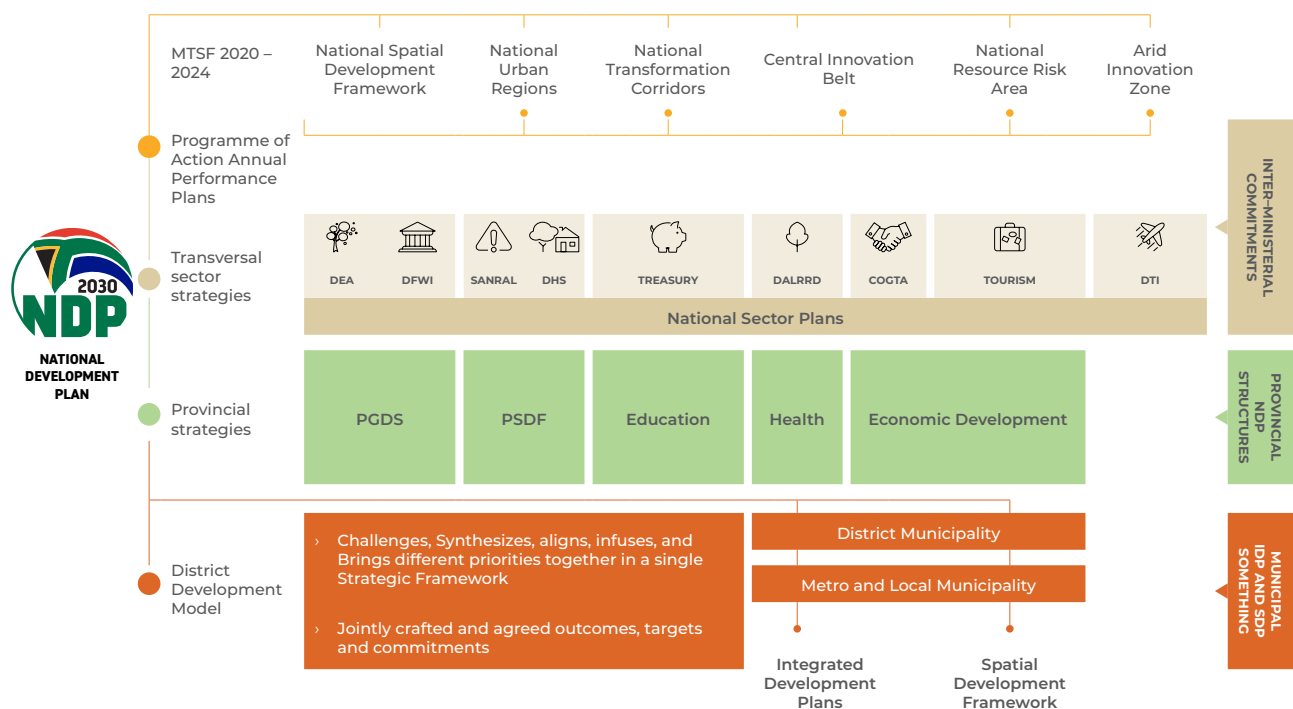 MTSF 2020 –
2024
National Spatial
Development
Framework
National
Urban
Regions
National
Transformation
Corridors
Central Innovation
Belt
National
Resource Risk
Area
Arid
Innovation
Zone
Programme of
Action Annual
Performance
Plans
INTER–MINISTERIAL
COMMITMENTS
2030
NDP
NATIONAL
DEVELOPMENT
PLAN
Transversal
sector
strategies
DEA
DFWI
SANRAL
DHS
TREASURY
DALRRD
COGTA
TOURISM
DTI
National Sector Plans
Provincial
strategies
PGDS
PSDF
Education
Health
Economic Development
PROVINCIAL
NDP
STRUCTURES
District
Development
Model
› Challenges, Synthesizes, aligns, infuses, and
Brings different priorities together in a single
Strategic Framework
› Jointly crafted and agreed outcomes, targets
and commitments
District Municipality
Metro and Local Municipality
Integrated
Development
Plans
Spatial
Development
Framework
MUNICIPAL
IDP AND SDP
SOMETHING